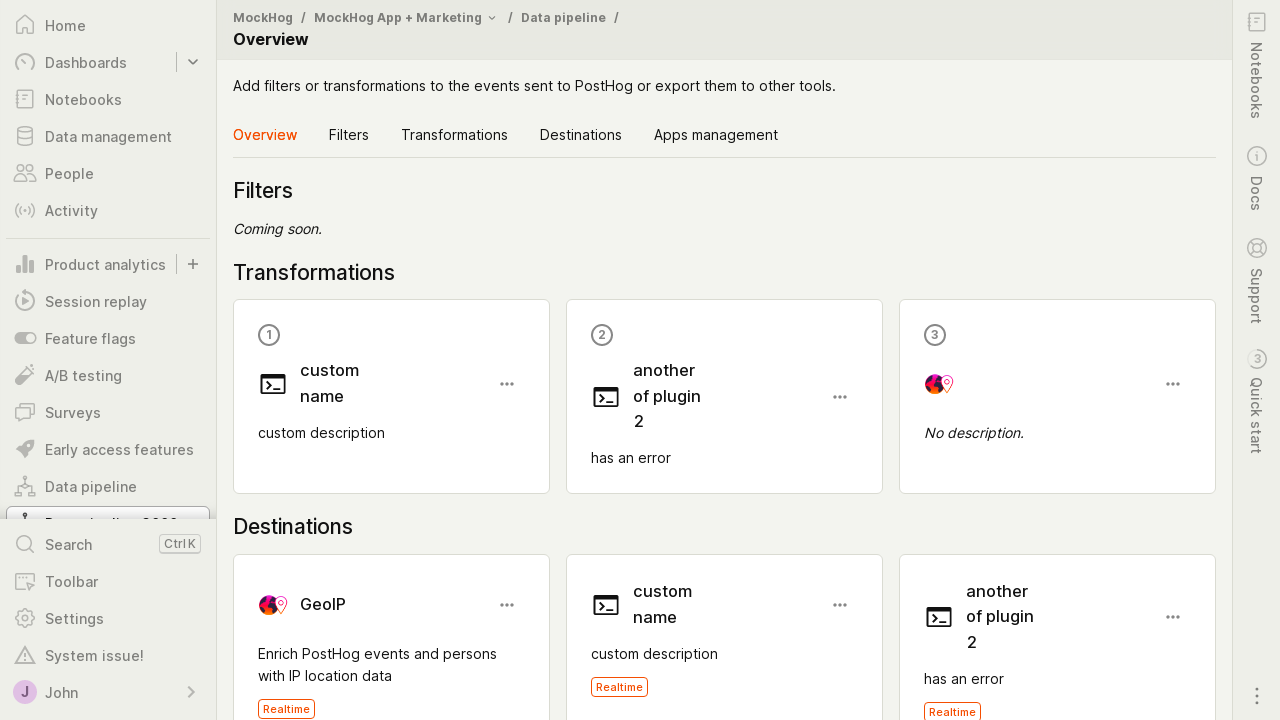 Home
Dashboards
Notebooks
Data management
People
Activity
Product analytics
Session replay
Feature flags
A/B testing
Surveys
Early access features
Data pipeline
Search Ctrl K
Toolbar
Settings
System issue!
J John
MockHog / MockHog App + Marketing / Data pipeline /
Overview
Add filters or transformations to the events sent to PostHog or export them to other tools.
Overview Filters Transformations Destinations Apps management
Filters
Coming soon.
Transformations
1
custom
name
custom description
2
another
of plugin
2
has an error
3
No description.
Destinations
GeoIP
Enrich PostHog events and persons
with IP location data
Realtime
custom
name
custom description
Realtime
another
of plugin
2
has an error
Realtime
Notebooks
Docs
Support
3
Quick start